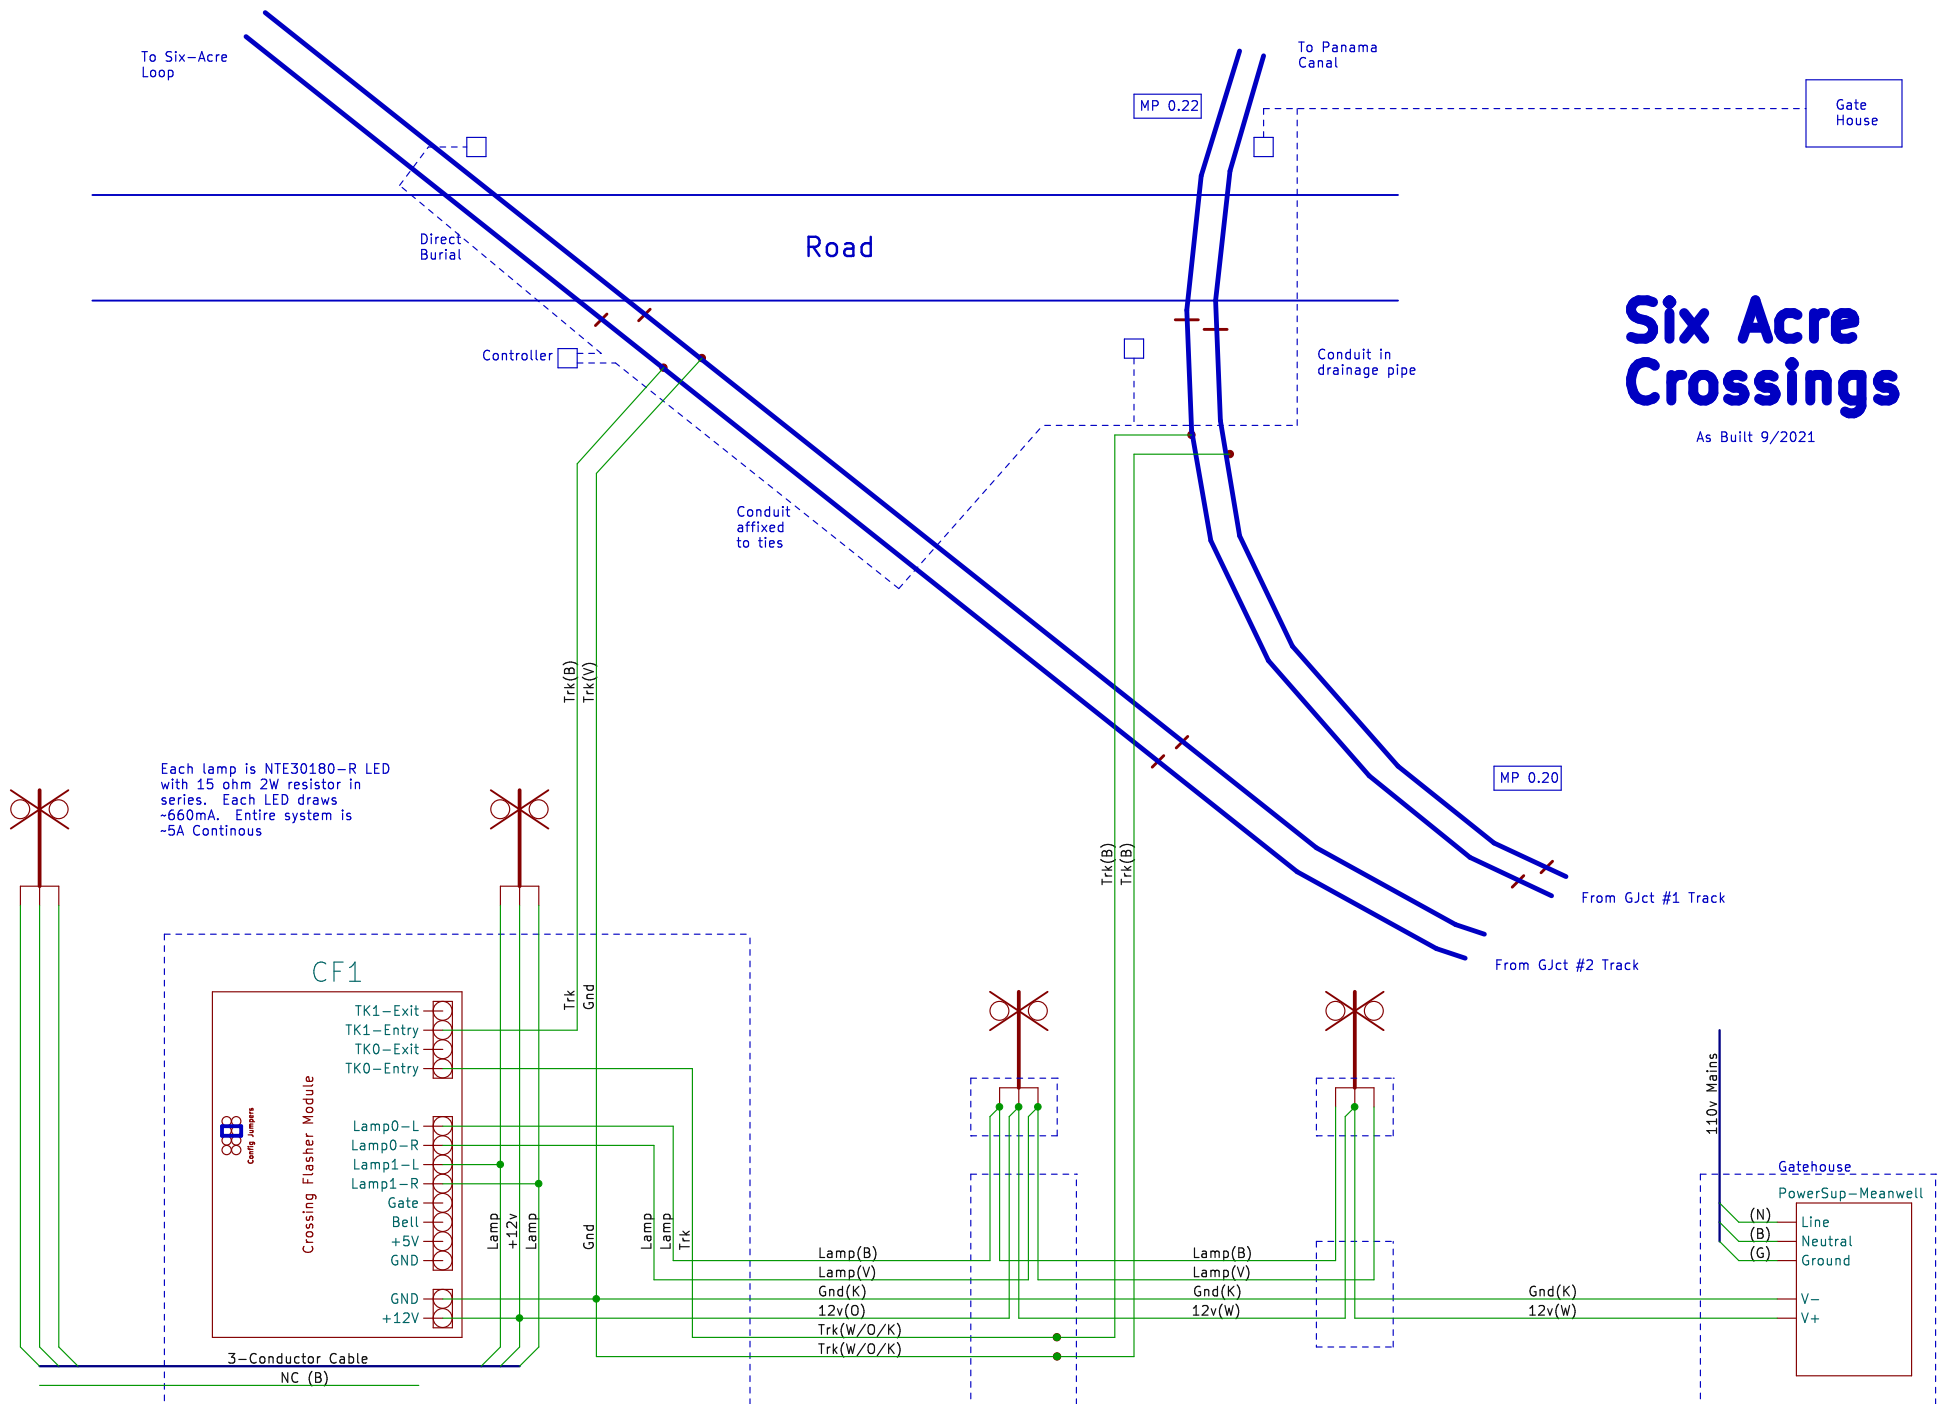 To Six-Acre
Loop
To Panama
Canal
MP 0.22
Gate
House
Direct
Burial
Road
Controller
Conduit in
drainage pipe
Six Acre
Crossings
As Built 9/2021
Conduit
affixed
to ties
Trk(B)
Trk(V)
Each lamp is NTE30180-R LED
with 15 ohm 2W resistor in
series.  Each LED draws
~660mA.  Entire system is
~5A Continous
MP 0.20
Trk(B)
Trk(B)
From GJct #1 Track
From GJct #2 Track
CF1
Trk
Gnd
TK1-Exit
TK1-Entry
TK0-Exit
TK0-Entry
Crossing Flasher Module
Config Jumpers
Lamp0-L
Lamp0-R
Lamp1-L
Lamp1-R
Gate
Bell
+5V
GND
GND
+12V
Lamp
+12v
Lamp
Gnd
Lamp
Lamp
Trk
110v Mains
Gatehouse
PowerSup-Meanwell
(N)
Line
(B)
Neutral
(G)
Ground
V-
V+
Lamp(B)
Lamp(V)
Gnd(K)
12v(O)
Trk(W/O/K)
Trk(W/O/K)
Lamp(B)
Lamp(V)
Gnd(K)
12v(W)
Gnd(K)
12v(W)
3-Conductor Cable
NC (B)